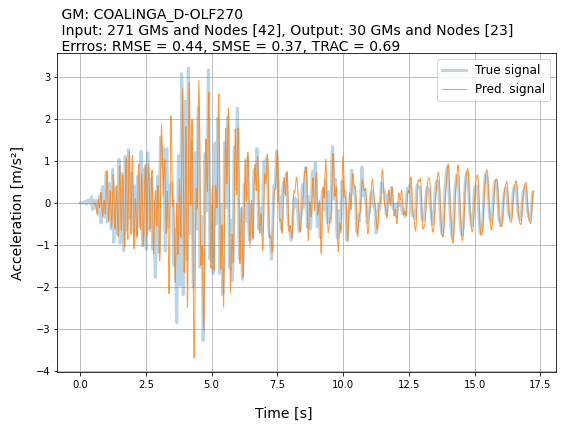 GM: COALINGA_D-OLF270
Input: 271 GMs and Nodes [42], Output: 30 GMs and Nodes [23]
Errros: RMSE = 0.44, SMSE = 0.37, TRAC = 0.69
True signal
Pred. signal
Acceleration [m/s²]
3
2
1
0
−1
−2
−3
−4
0.0 2.5 5.0 7.5 10.0 12.5 15.0 17.5
Time [s]